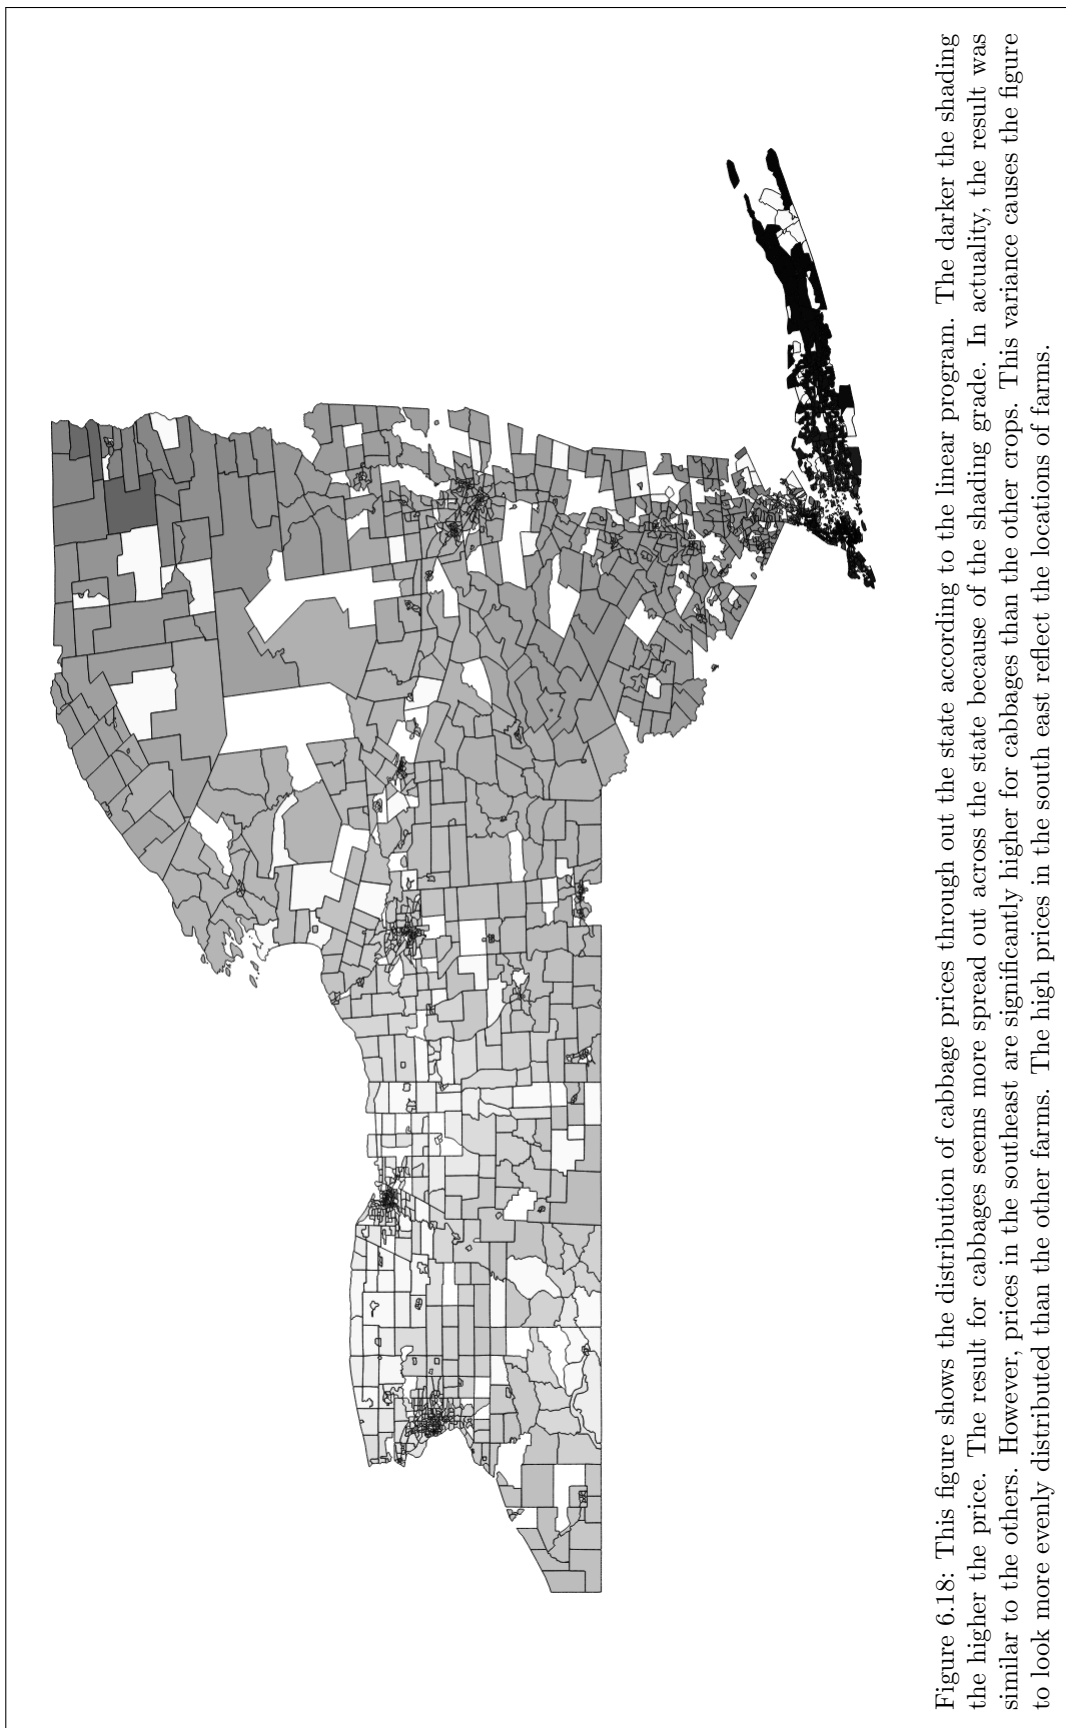 Figure 6.18: This figure shows the distribution of cabbage prices through out the state according to the linear program. The darker the shading
the higher the price. The result for cabbages seems more spread out across the state because of the shading grade. In actuality, the result was
similar to the others. However, prices in the southeast are significantly higher for cabbages than the other crops. This variance causes the figure
to look more evenly distributed than the other farms. The high prices in the south east reflect the locations of farms.